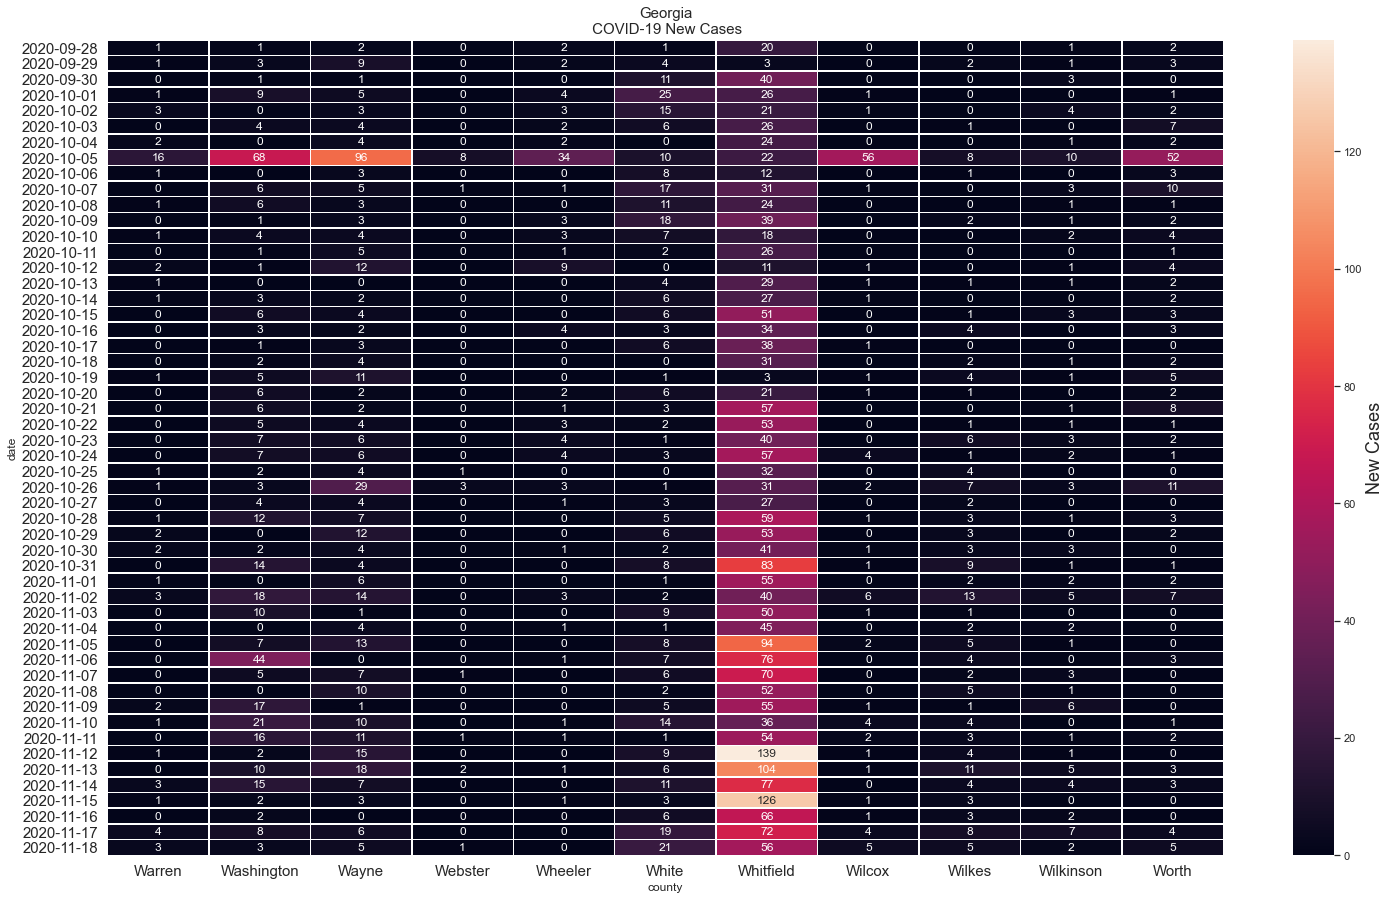 Georgia
COVID-19 New Cases
2020-09-28 1 1 2 0 2 1 20 0 0 1 2
2020-09-29 1 3 9 0 2 4 3 0 2 1 3
2020-09-30 0 1 1 0 0 11 40 0 0 3 0
2020-10-01 1 9 5 0 4 25 26 1 0 0 1
2020-10-02 3 0 3 0 3 15 21 1 0 4 2
2020-10-03 0 4 4 0 2 6 26 0 1 0 7
2020-10-04 2 0 4 0 2 0 24 0 0 1 2
2020-10-05 16 68 96 8 34 10 22 56 8 10 52
2020-10-06 1 0 3 0 0 8 12 0 1 0 3
2020-10-07 0 6 5 1 1 17 31 1 0 3 10
2020-10-08 1 6 3 0 0 11 24 0 0 1 1
2020-10-09 0 1 3 0 3 18 39 0 2 1 2
2020-10-10 1 4 4 0 3 7 18 0 0 2 4
2020-10-11 0 1 5 0 1 2 26 0 0 0 1
2020-10-12 2 1 12 0 9 0 11 1 0 1 4
2020-10-13 1 0 0 0 0 4 29 1 1 1 2
2020-10-14 1 3 2 0 0 6 27 1 0 0 2
2020-10-15 0 6 4 0 0 6 51 0 1 3 3
2020-10-16 0 3 2 0 4 3 34 0 4 0 3
2020-10-17 0 1 3 0 0 6 38 1 0 0 0
2020-10-18 0 2 4 0 0 0 31 0 2 1 2
2020-10-19 1 5 11 0 0 1 3 1 4 1 5
2020-10-20 0 6 2 0 2 6 21 1 1 0 2
2020-10-21 0 6 2 0 1 3 57 0 0 1 8
2020-10-22 0 5 4 0 3 2 53 0 1 1 1
2020-10-23 0 7 6 0 4 1 40 0 6 3 2
2020-10-24 0 7 6 0 4 3 57 4 1 2 1
2020-10-25 1 2 4 1 0 0 32 0 4 0 0
2020-10-26 1 3 29 3 3 1 31 2 7 3 11
2020-10-27 0 4 4 0 1 3 27 0 2 0 0
2020-10-28 1 12 7 0 0 5 59 1 3 1 3
2020-10-29 2 0 12 0 0 6 53 0 3 0 2
2020-10-30 2 2 4 0 1 2 41 1 3 3 0
2020-10-31 0 14 4 0 0 8 83 1 9 1 1
2020-11-01 1 0 6 0 0 1 55 0 2 2 2
2020-11-02 3 18 14 0 3 2 40 6 13 5 7
2020-11-03 0 10 1 0 0 9 50 1 1 0 0
2020-11-04 0 0 4 0 1 1 45 0 2 2 0
2020-11-05 0 7 13 0 0 8 94 2 5 1 0
2020-11-06 0 44 0 0 1 7 76 0 4 0 3
2020-11-07 0 5 7 1 0 6 70 0 2 3 0
2020-11-08 0 0 10 0 0 2 52 0 5 1 0
2020-11-09 2 17 1 0 0 5 55 1 1 6 0
2020-11-10 1 21 10 0 1 14 36 4 4 0 1
2020-11-11 0 16 11 1 1 1 54 2 3 1 2
2020-11-12 1 2 15 0 0 9 139 1 4 1 0
2020-11-13 0 10 18 2 1 6 104 1 11 5 3
2020-11-14 3 15 7 0 0 11 77 0 4 4 3
2020-11-15 1 2 3 0 1 3 126 1 3 0 0
2020-11-16 0 2 0 0 0 6 66 1 3 2 0
2020-11-17 4 8 6 0 0 19 72 4 8 7 4
2020-11-18 3 3 5 1 0 21 56 5 5 2 5
date
Warren Washington Wayne Webster Wheeler White Whitfield Wilcox Wilkes Wilkinson Worth
county
120
100
80
60
40
20
0
New Cases